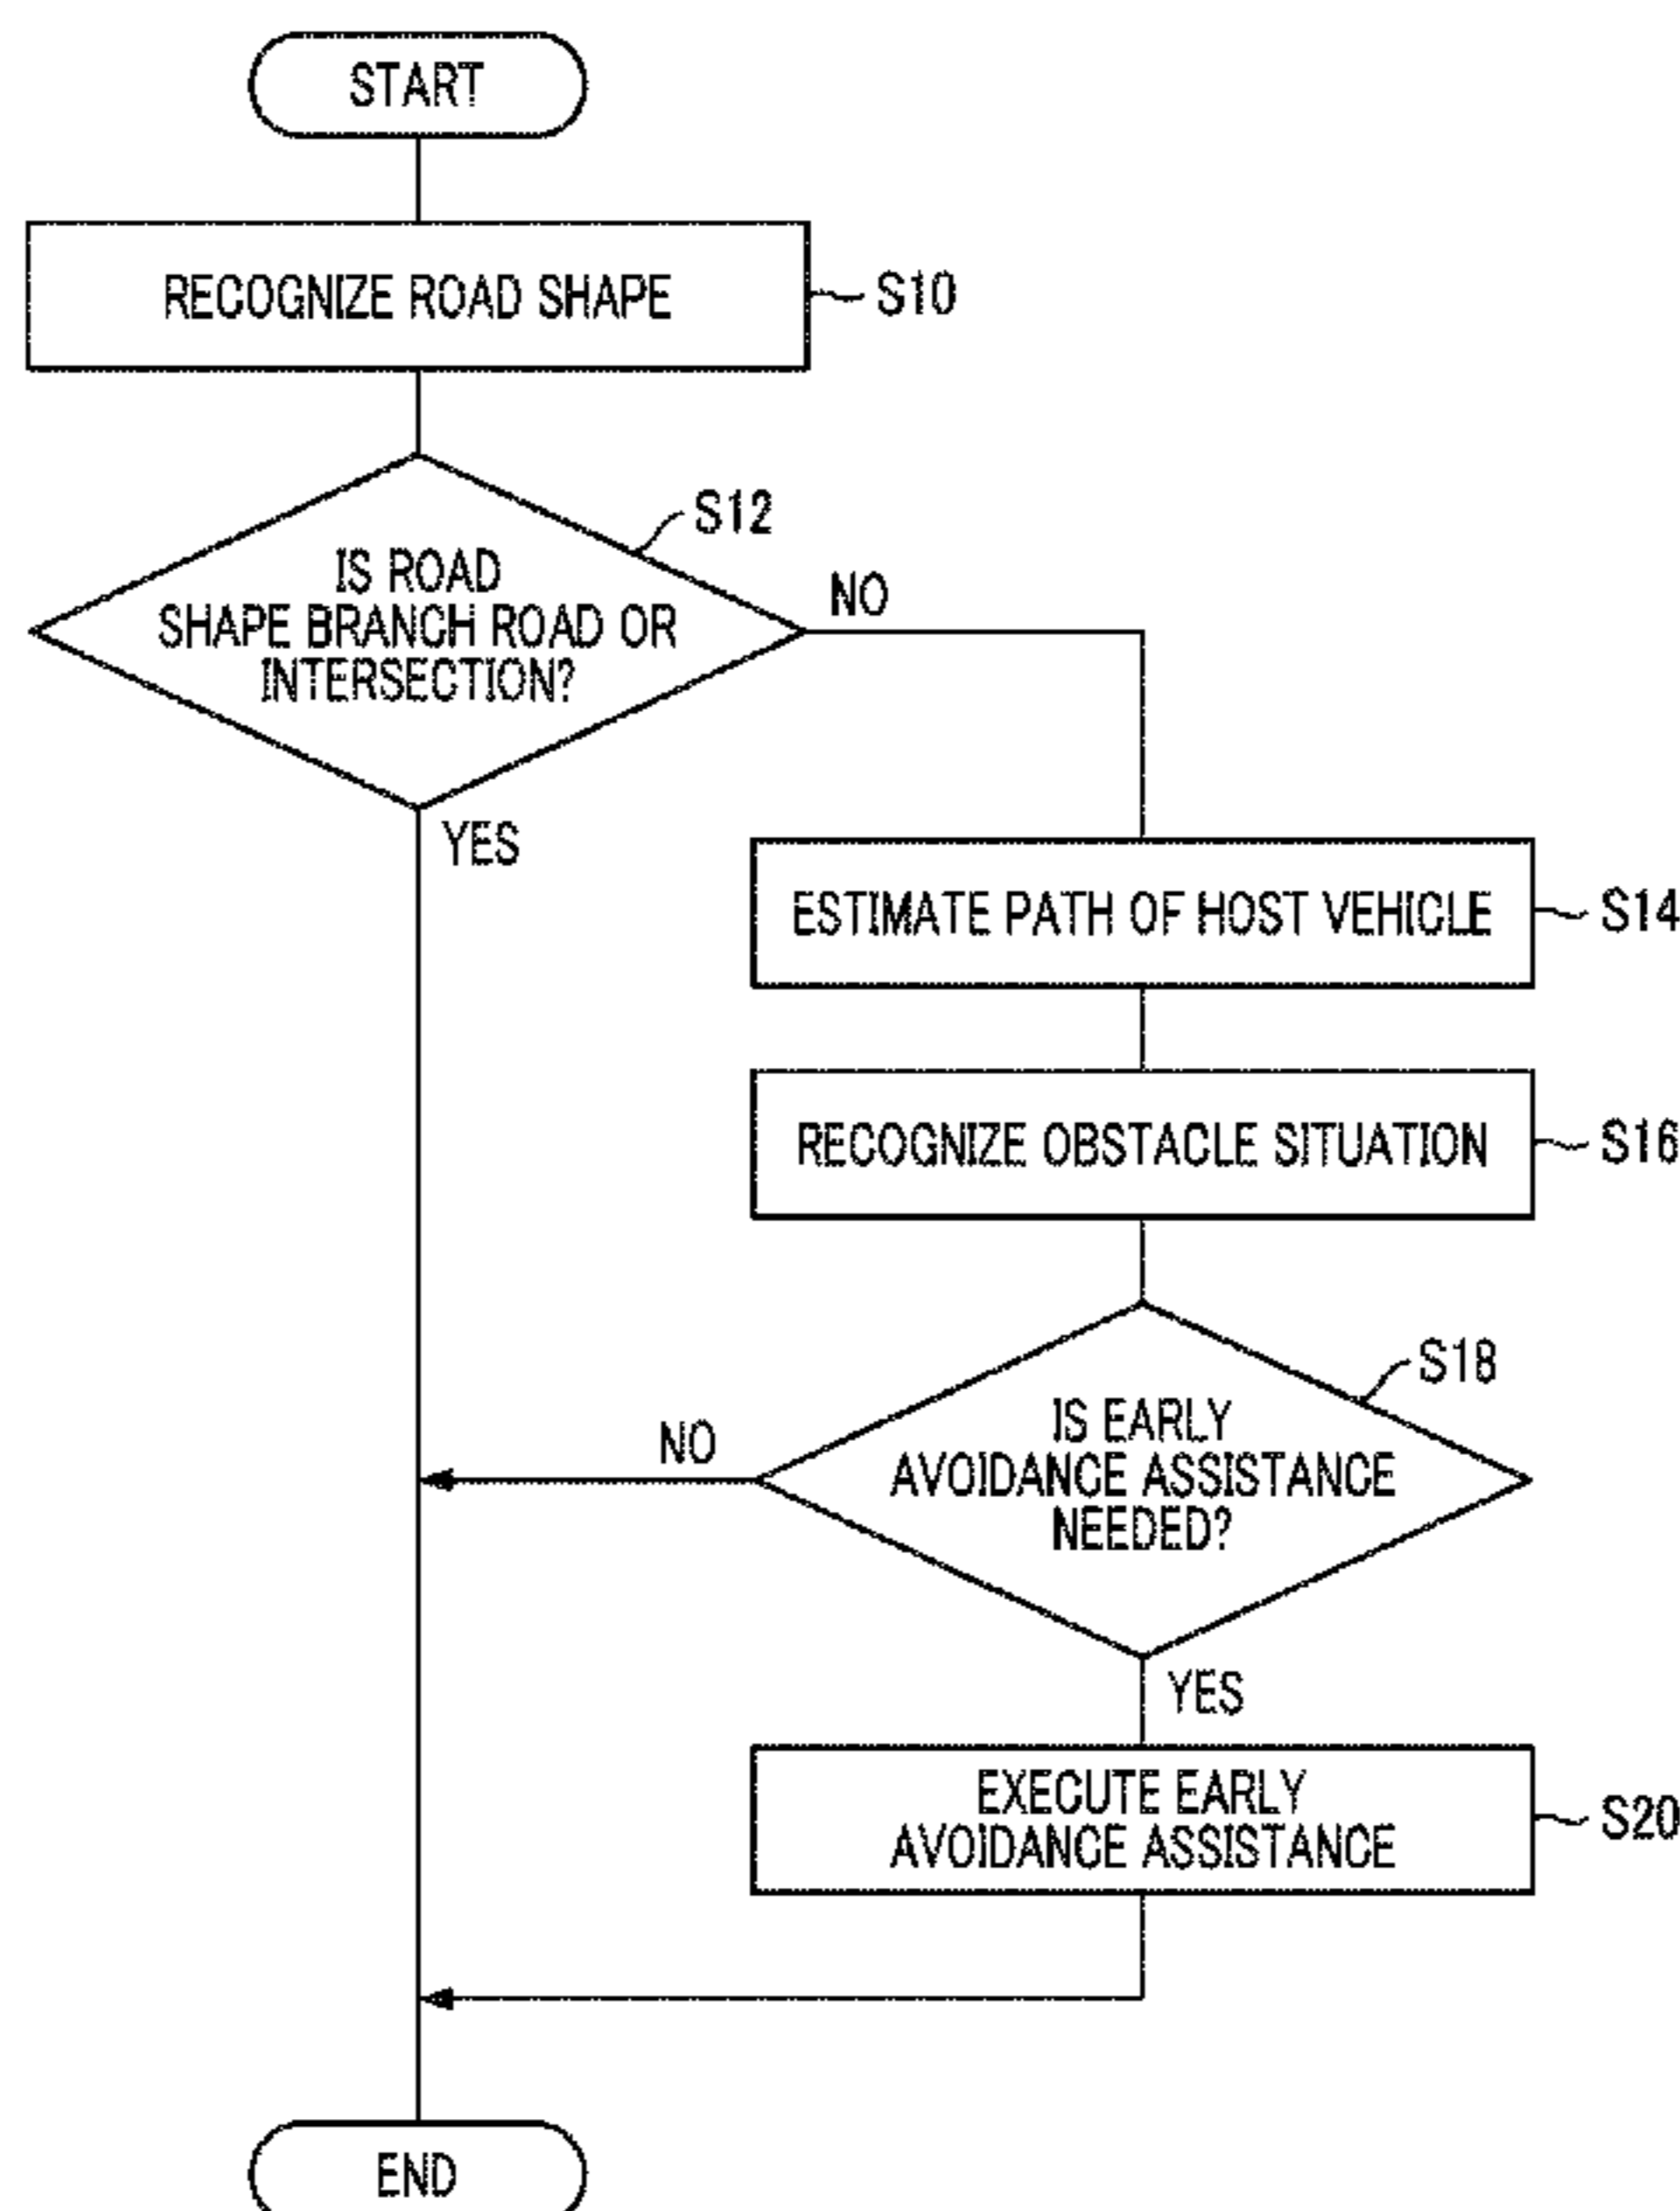 START
RECOGNIZE ROAD SHAPE
S10
S12
IS ROAD
SHAPE BRANCH ROAD OR
INTERSECTION?
NO
YES
ESTIMATE PATH OF HOST VEHICLE
S14
RECOGNIZE OBSTACLE SITUATION
S16
S18
IS EARLY
AVOIDANCE ASSISTANCE
NEEDED?
NO
YES
EXECUTE EARLY
AVOIDANCE ASSISTANCE
S20
END